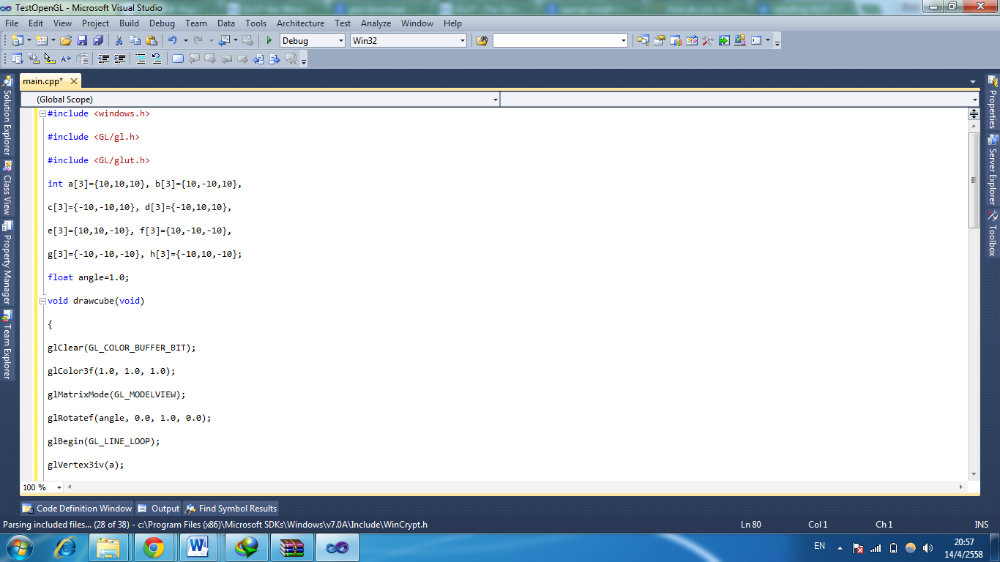 TestOpenGL - Microsoft Visual Studio
File Edit View Project Build Debug Team Data Tools Architecture Test Analyze Window Help
Debug Win32
main.cpp*
(Global Scope)
#include <windows.h>
#include <GL/gl.h>
#include <GL/glut.h>
int a[3]={10,10,10}, b[3]={10,-10,10},
c[3]={-10,-10,10}, d[3]={-10,10,10},
e[3]={10,10,-10}, f[3]={10,-10,-10},
g[3]={-10,-10,-10}, h[3]={-10,10,-10};
float angle=1.0;
void drawcube(void)
{
glClear(GL_COLOR_BUFFER_BIT);
glColor3f(1.0, 1.0, 1.0);
glMatrixMode(GL_MODELVIEW);
glRotatef(angle, 0.0, 1.0, 0.0);
glBegin(GL_LINE_LOOP);
glVertex3iv(a);
Solution Explorer
Class View
Property Manager
Team Explorer
Properties
Server Explorer
Toolbox
100 %
Code Definition Window Output Find Symbol Results
Parsing included files... (28 of 38) - c:\Program Files (x86)\Microsoft SDKs\Windows\v7.0A\Include\WinCrypt.h Ln 80 Col 1 Ch 1 INS
EN
20:57
14/4/2558